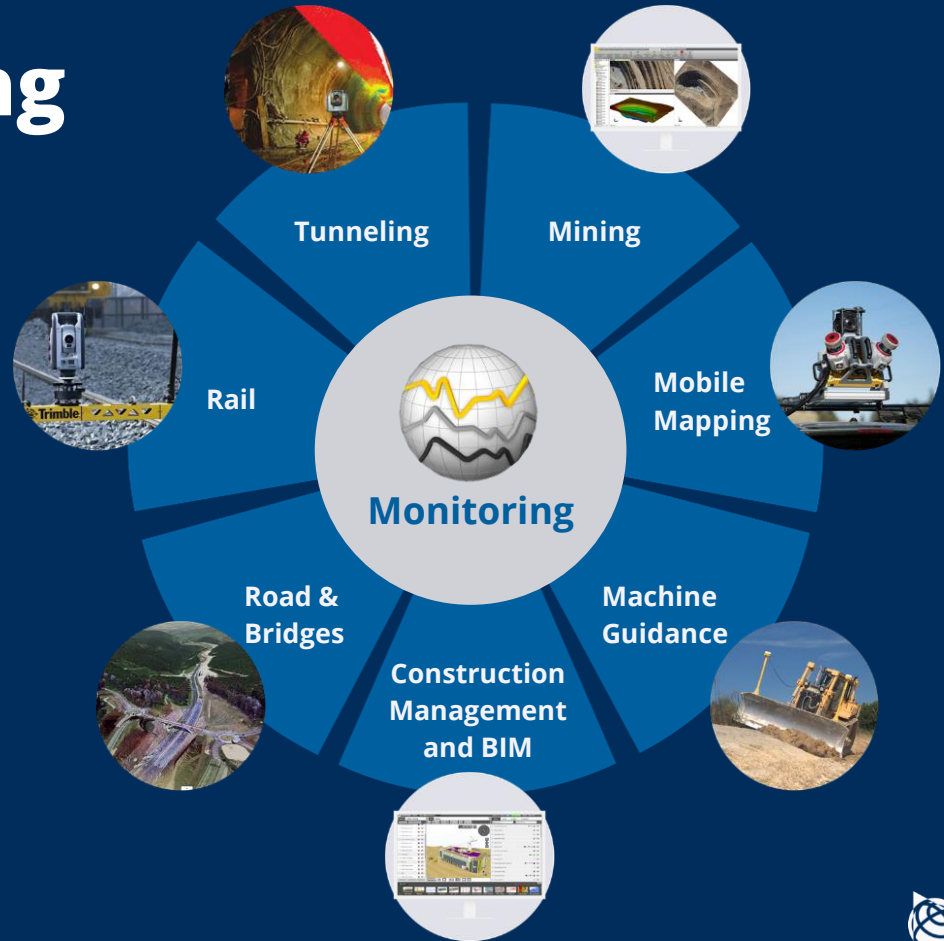 ng
Tunneling
Mining
Rail
Mobile
Mapping
Trimble
Monitoring
Road &
Bridges
Machine
Guidance
Construction
Management
and BIM